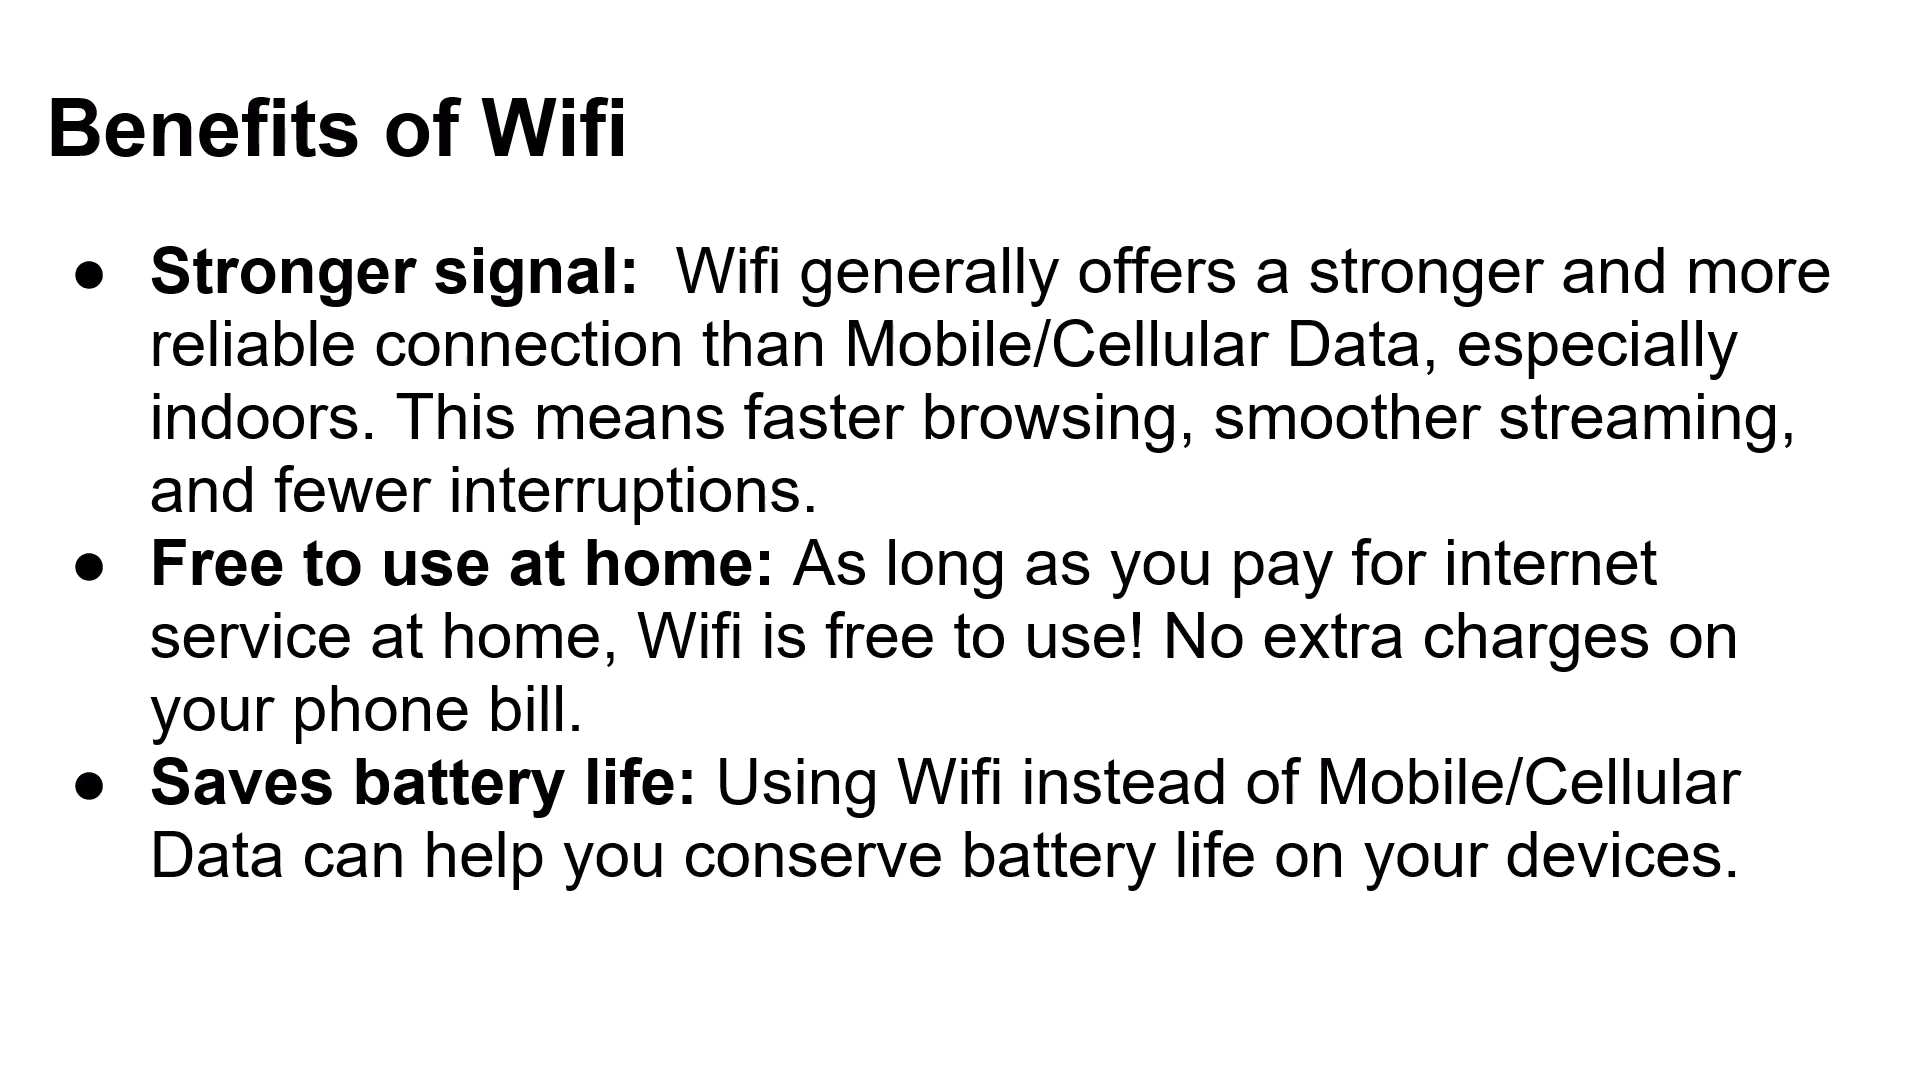 Benefits of Wifi
● Stronger signal:  Wifi generally offers a stronger and more
reliable connection than Mobile/Cellular Data, especially
indoors. This means faster browsing, smoother streaming,
and fewer interruptions.
● Free to use at home: As long as you pay for internet
service at home, Wifi is free to use! No extra charges on
your phone bill.
● Saves battery life: Using Wifi instead of Mobile/Cellular
Data can help you conserve battery life on your devices.